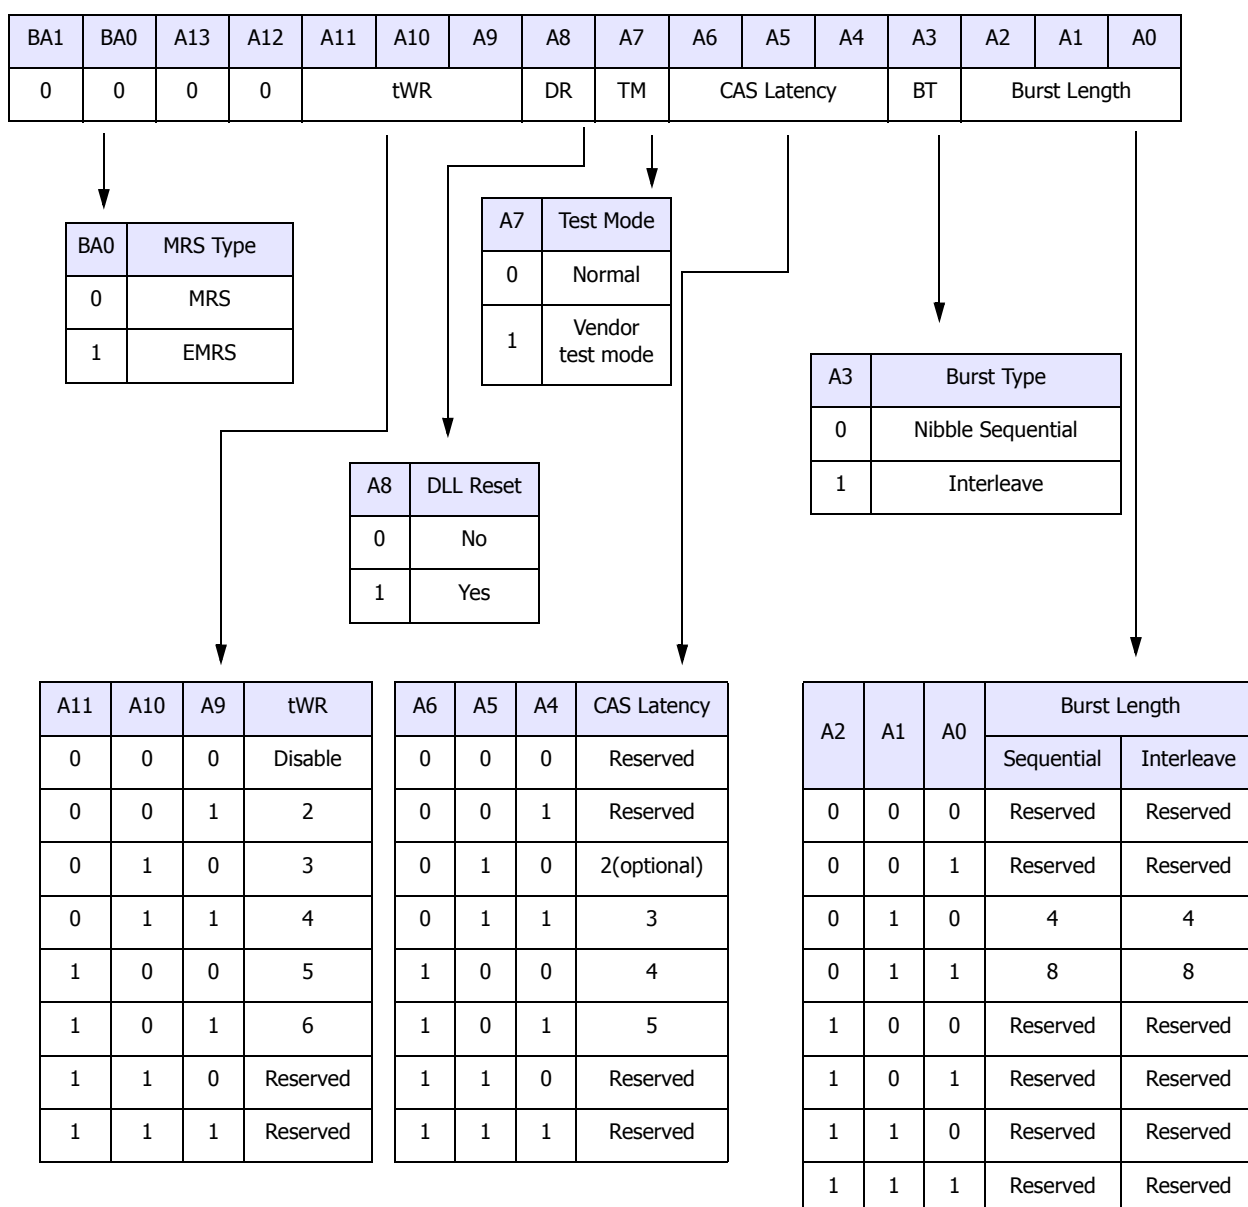 BA1 BA0 A13 A12 A11 A10 A9 A8 A7 A6 A5 A4 A3 A2 A1 A0
0 0 0 0 tWR DR TM CAS Latency BT Burst Length
BA0 MRS Type
0 MRS
1 EMRS
A7 Test Mode
0 Normal
1 Vendor
test mode
A3 Burst Type
0 Nibble Sequential
1 Interleave
A8 DLL Reset
0 No
1 Yes
A11 A10 A9 tWR
0 0 0 Disable
0 0 1 2
0 1 0 3
0 1 1 4
1 0 0 5
1 0 1 6
1 1 0 Reserved
1 1 1 Reserved
A6 A5 A4 CAS Latency
0 0 0 Reserved
0 0 1 Reserved
0 1 0 2(optional)
0 1 1 3
1 0 0 4
1 0 1 5
1 1 0 Reserved
1 1 1 Reserved
A2 A1 A0 Burst Length
Sequential Interleave
0 0 0 Reserved Reserved
0 0 1 Reserved Reserved
0 1 0 4 4
0 1 1 8 8
1 0 0 Reserved Reserved
1 0 1 Reserved Reserved
1 1 0 Reserved Reserved
1 1 1 Reserved Reserved